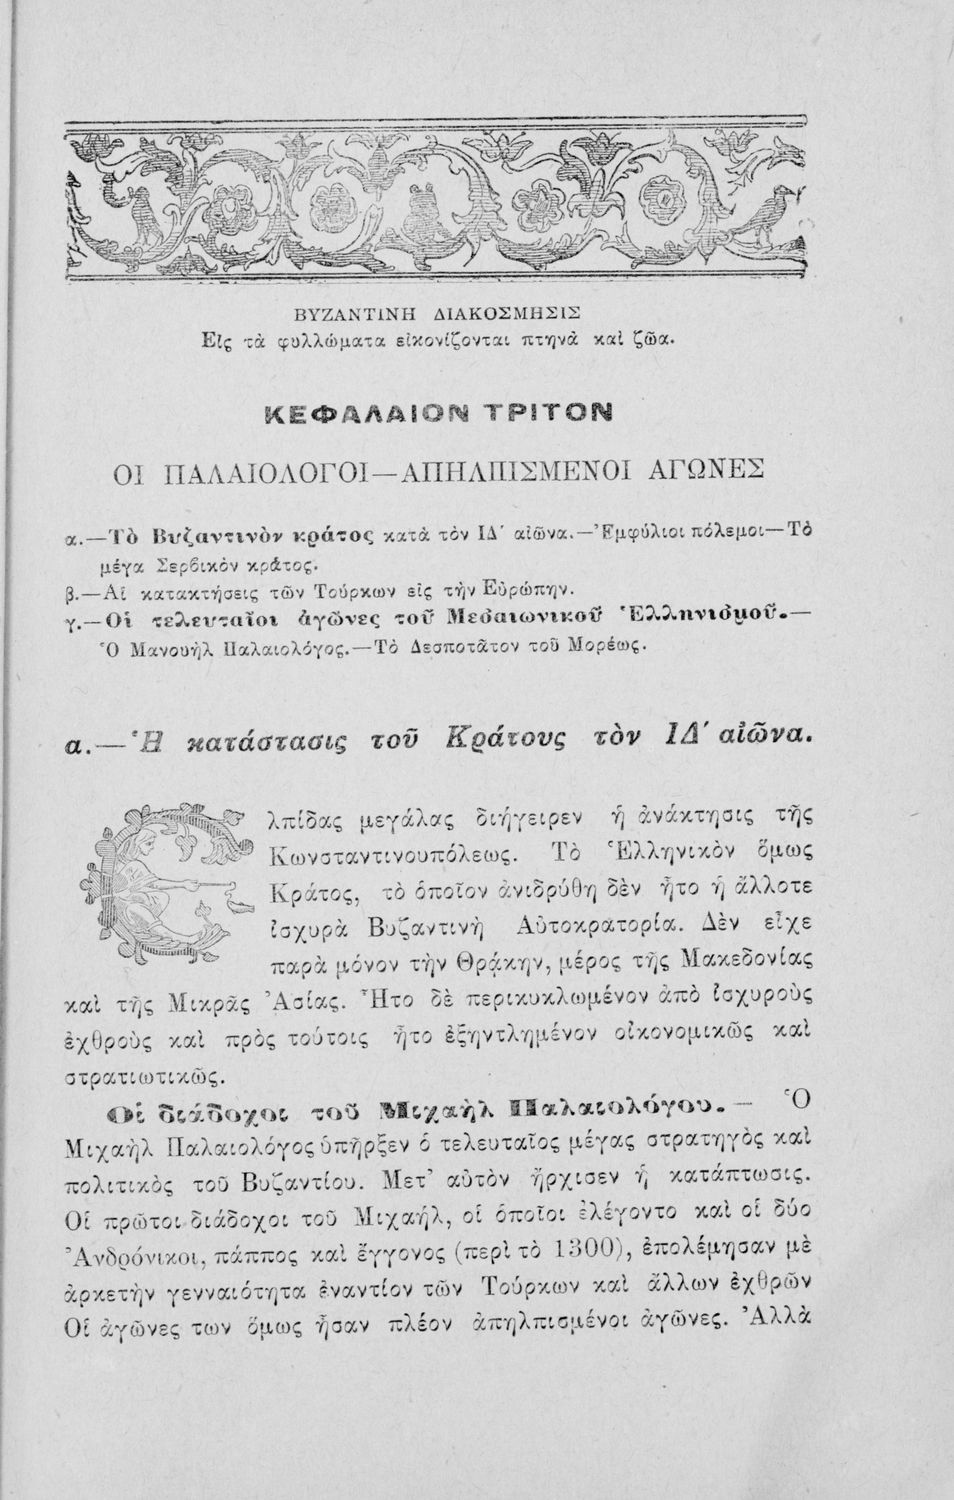 ΒΥΖΑΝΤΙΝΗ ΔΙΑΚΟΣΜΗΣΙΣ
Εἰς τὰ φυλλώματα εἰκονίζονται πτηνὰ καὶ ζῶα.
ΚΕΦΑΛΑΙΟΝ ΤΡΙΤΟΝ
ΟΙ ΠΑΛΑΙΟΛΟΓΟΙ—ΑΠΗΛΠΙΣΜΕΝΟΙ ΑΓΩΝΕΣ
α.—Τὸ Βυζαντινὸν κράτος κατὰ τὸν ΙΔ΄ αἰῶνα.—Ἐμφύλιοι πόλεμοι—Τὸ
μέγα Σερβικὸν κράτος.
β.—Αἱ κατακτήσεις τῶν Τούρκων εἰς τὴν Εὐρώπην.
γ.—Οἱ τελευταῖοι ἀγῶνες τοῦ Μεσαιωνικοῦ Ἑλληνισμοῦ.—
Ὁ Μανουὴλ Παλαιολόγος.—Τὸ Δεσποτᾶτον τοῦ Μορέως.
α.—Ἡ κατάστασις τοῦ Κράτους τὸν ΙΔ΄ αἰῶνα.
Ελπίδας μεγάλας διήγειρεν ἡ ἀνάκτησις τῆς
Κωνσταντινουπόλεως. Τὸ Ἑλληνικὸν ὅμως
Κράτος, τὸ ὁποῖον ἀνιδρύθη δὲν ἦτο ἡ ἄλλοτε
ἰσχυρὰ Βυζαντινὴ Αὐτοκρατορία. Δὲν εἶχε
παρὰ μόνον τὴν Θράκην, μέρος τῆς Μακεδονίας
καὶ τῆς Μικρᾶς Ἀσίας. Ἦτο δὲ περικυκλωμένον ἀπὸ ἰσχυροὺς
ἐχθροὺς καὶ πρὸς τούτοις ἦτο ἐξηντλημένον οἰκονομικῶς καὶ
στρατιωτικῶς.
Οἱ διάδοχοι τοῦ Μιχαὴλ Παλαιολόγου.— Ὁ
Μιχαὴλ Παλαιολόγος ὑπῆρξεν ὁ τελευταῖος μέγας στρατηγὸς καὶ
πολιτικὸς τοῦ Βυζαντίου. Μετ᾽ αὐτὸν ἤρχισεν ἡ κατάπτωσις.
Οἱ πρῶτοι διάδοχοι τοῦ Μιχαήλ, οἱ ὁποῖοι ἐλέγοντο καὶ οἱ δύο
Ἀνδρόνικοι, πάππος καὶ ἔγγονος (περὶ τὸ 1300), ἐπολέμησαν μὲ
ἀρκετὴν γενναιότητα ἐναντίον τῶν Τούρκων καὶ ἄλλων ἐχθρῶν
Οἱ ἀγῶνες των ὅμως ἦσαν πλέον ἀπηλπισμένοι ἀγῶνες. Ἀλλὰ